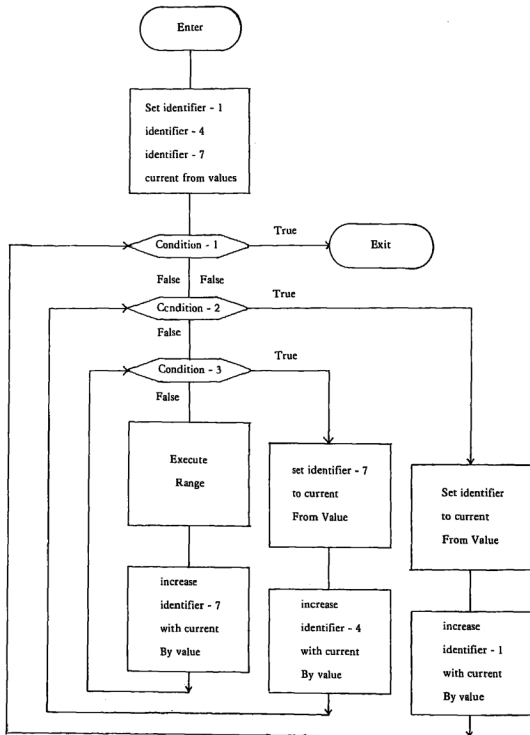 Enter
Set identifier - 1
identifier - 4
identifier - 7
current from values
Condition - 1
True
Exit
False
False
Condition - 2
True
False
Condition - 3
True
False
Execute
Range
set identifier - 7
to current
From Value
Set identifier
to current
From Value
increase
identifier - 7
with current
By value
increase
identifier - 4
with current
By value
increase
identifier - 1
with current
By value